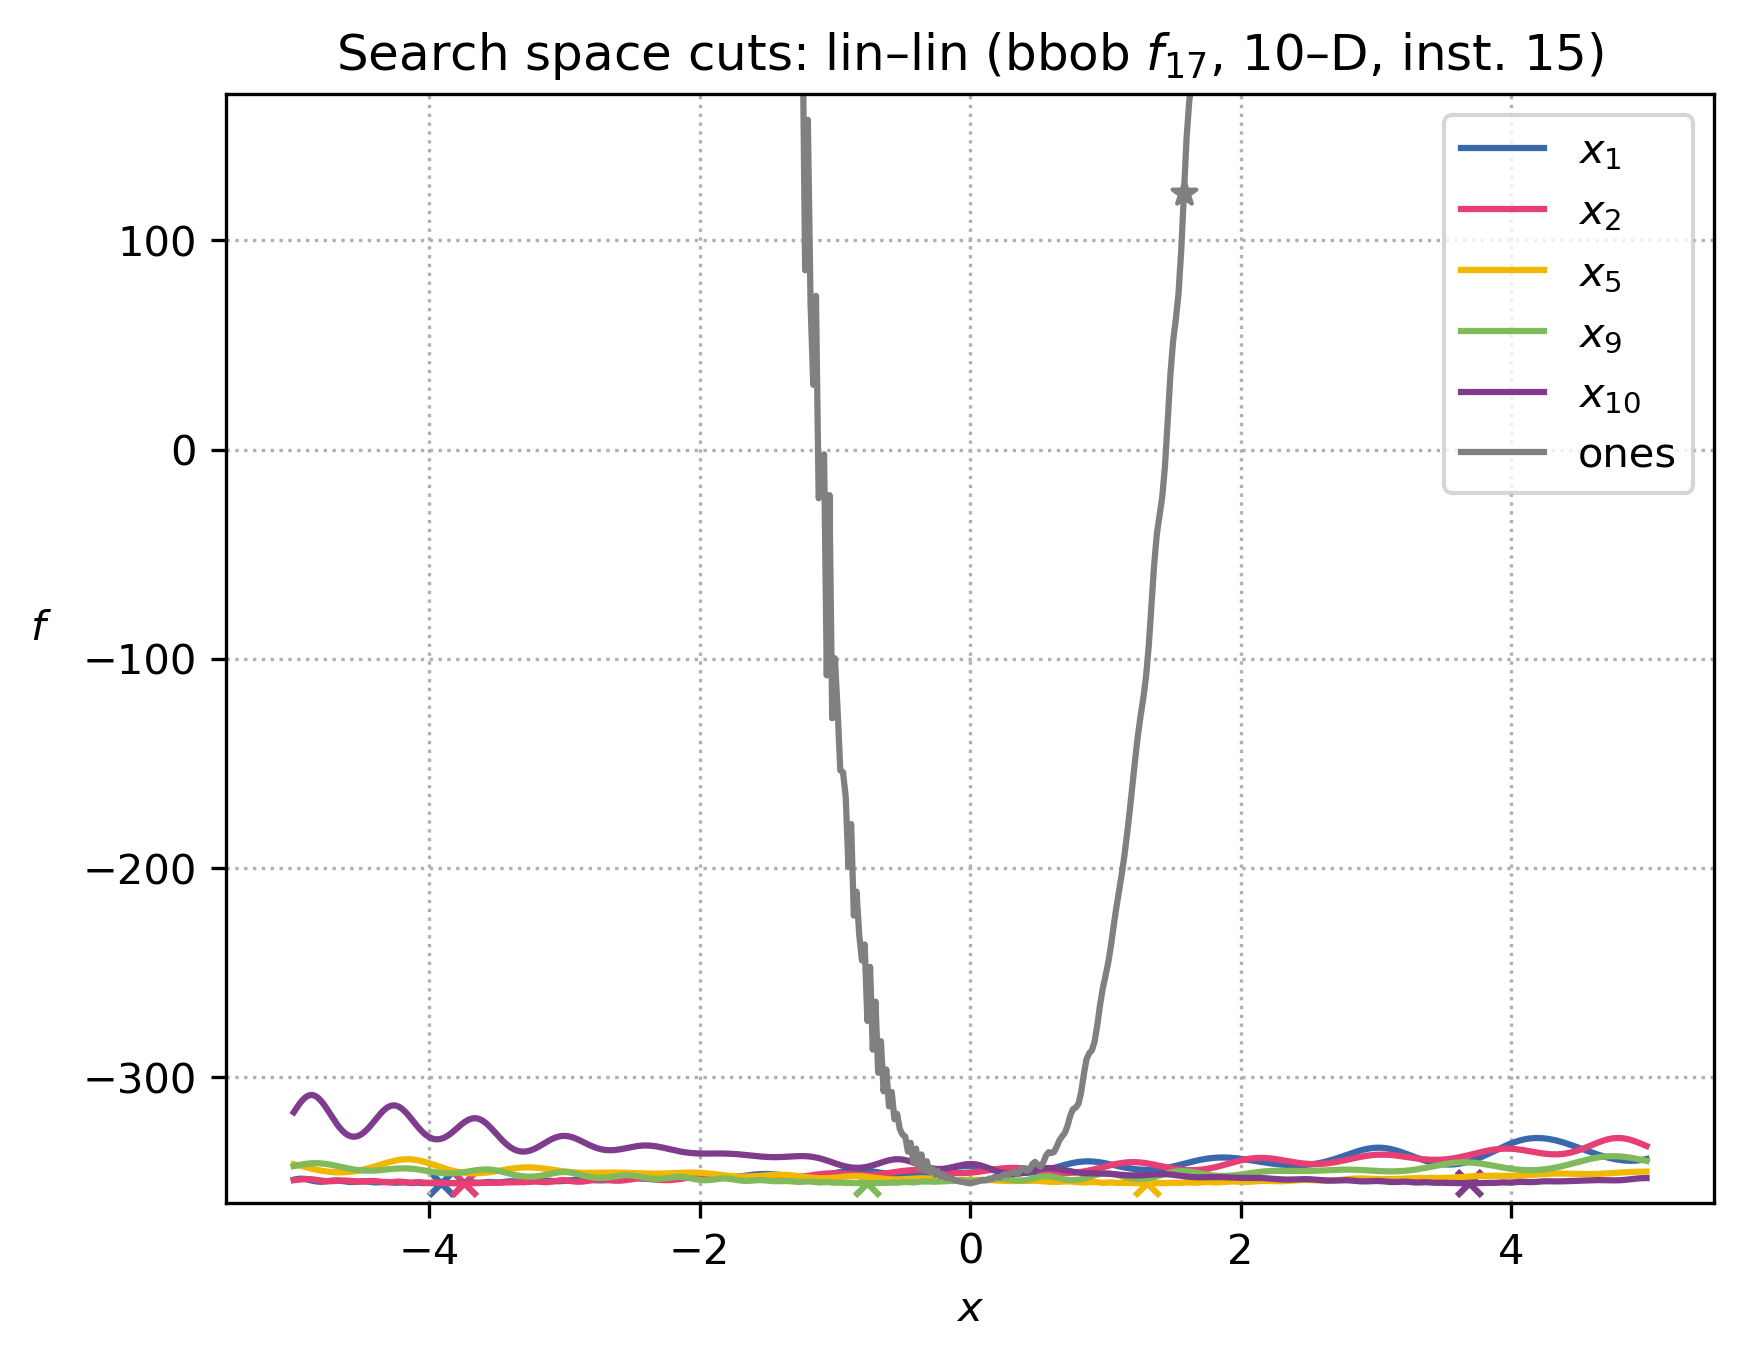 Search space cuts: lin–lin (bbob f17, 10–D, inst. 15)
x1
x2
x5
x9
x10
ones
100
0
−100
−200
−300
f
−4 −2 0 2 4
x